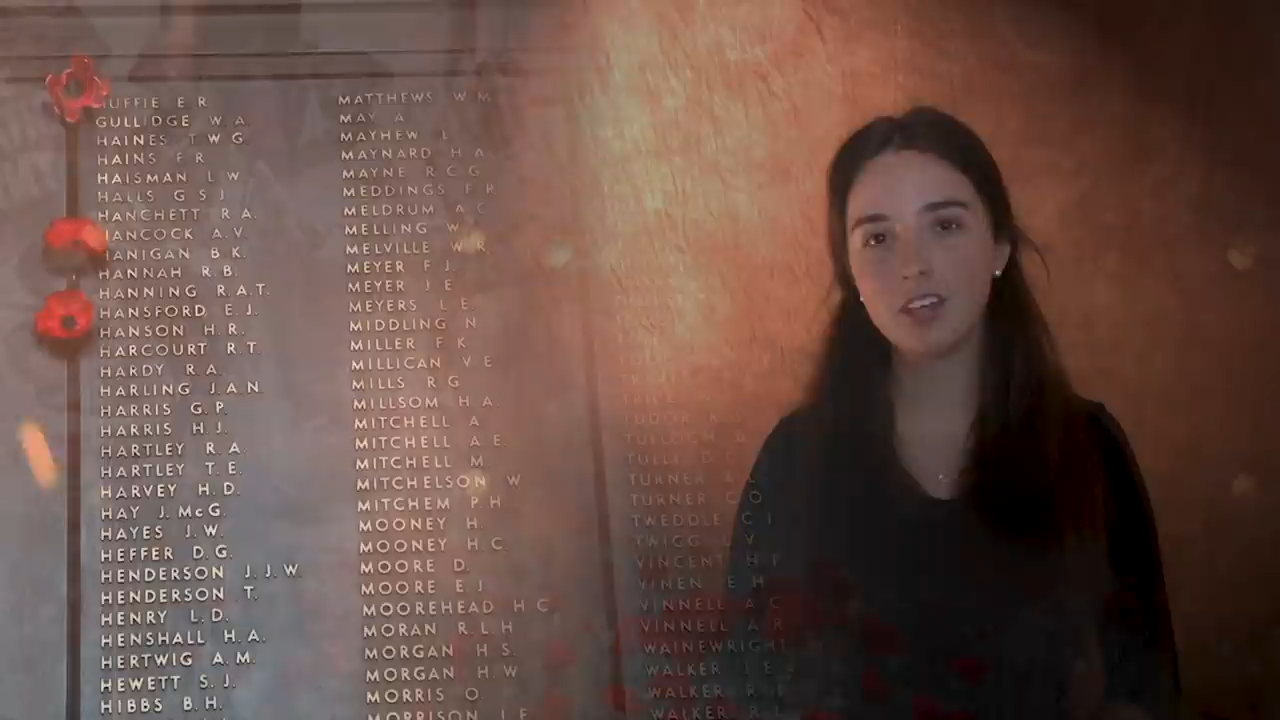 GULLIDGE W. A.
HAINES T W G
HAINS F R
HAISMAN L W
HALLS G S J
HANCHETT R. A.
HANCOCK A. V.
HANIGAN B K.
HANNAH R. B.
HANNING R. A. T.
HANSFORD E. J.
HANSON H. R.
HARCOURT R. T.
HARDY R A.
HARLING J. A. N.
HARRIS G. P.
HARRIS H. J.
HARTLEY R. A.
HARTLEY T. E.
HARVEY H. D.
HAY J. McG.
HAYES J. W.
HEFFER D. G.
HENDERSON J. J. W.
HENDERSON T.
HENRY L. D.
HENSHALL H. A.
HERTWIG A. M.
HEWETT S. J.
HIBBS B. H.
MATTHEWS W M
MAY A
MAYHEW L
MAYNARD H A
MAYNE R C G
MEDDINGS F R
MELDRUM A C
MELLING W
MELVILLE W R
MEYER F J.
MEYER J E
MEYERS L E.
MIDDLING N
MILLER F K
MILLICAN V E
MILLS R G
MILLSOM H A
MITCHELL A
MITCHELL A E.
MITCHELL M
MITCHELSON W
MITCHEM P. H
MOONEY H.
MOONEY H. C.
MOORE D.
MOORE E. J
MOOREHEAD H C
MORAN R. L. H
MORGAN H. S.
MORGAN H. W
MORRIS O
MORRISON
TUDOR
TULLOCH
TURNER A
TURNER C O
TWEDDLE C
TWIGG
VINCENT H
VINEN E H
VINNELL A C
VINNELL A R
WAINEWRIGHT
WALKER J E
WALKER R
WALKER R